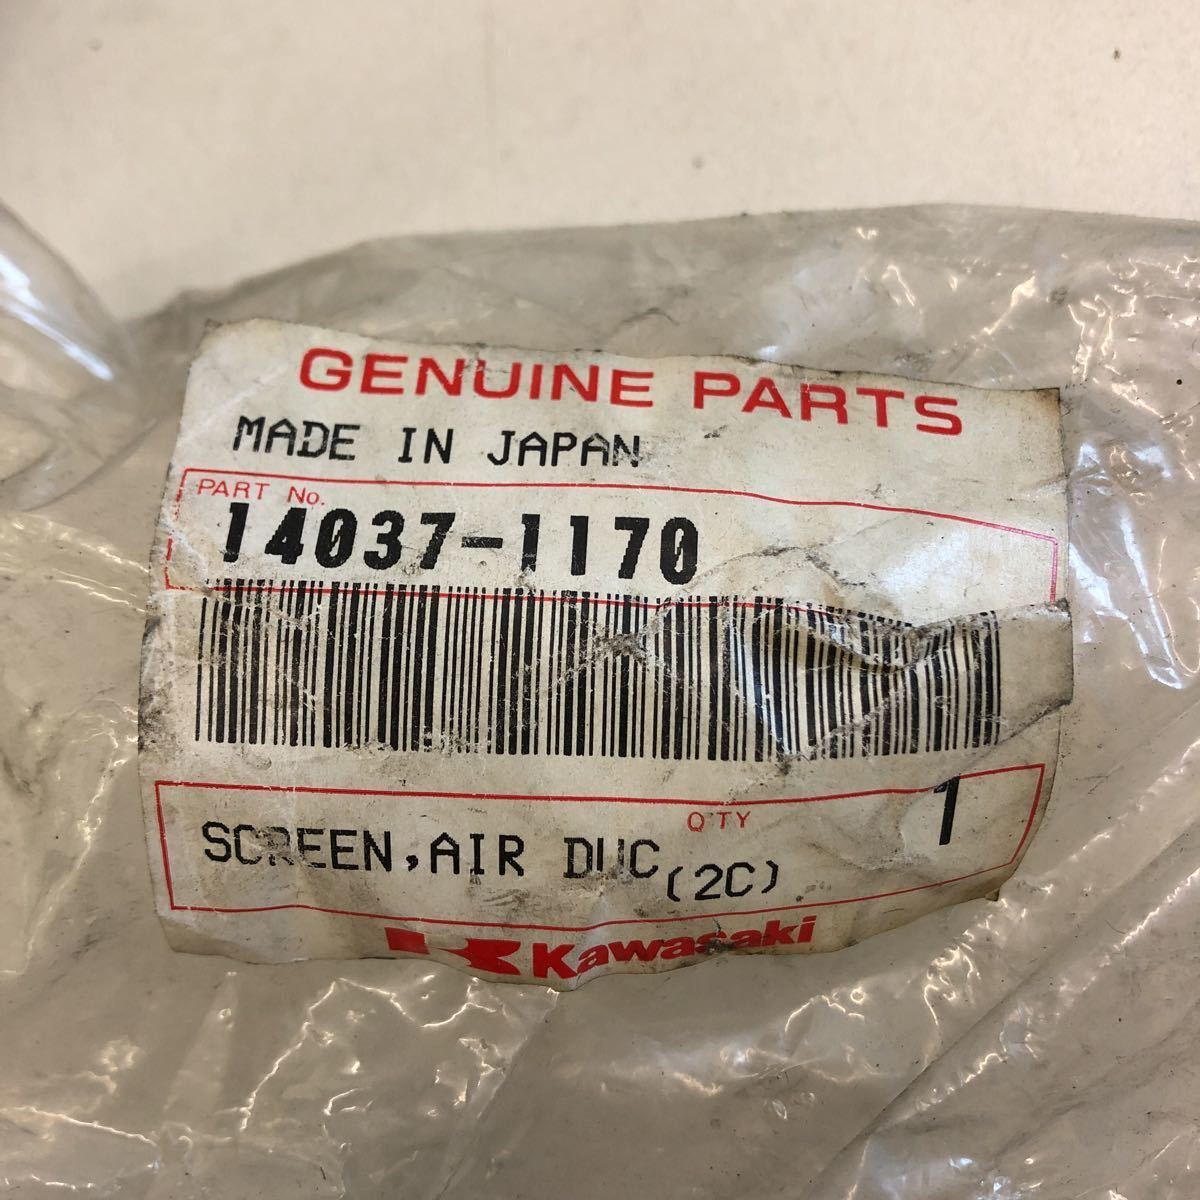 GENUINE PARTS
MADE IN JAPAN
PART No.
14037-1170
Q'TY 1
SCREEN,AIR DUC(2C)
Kawasaki